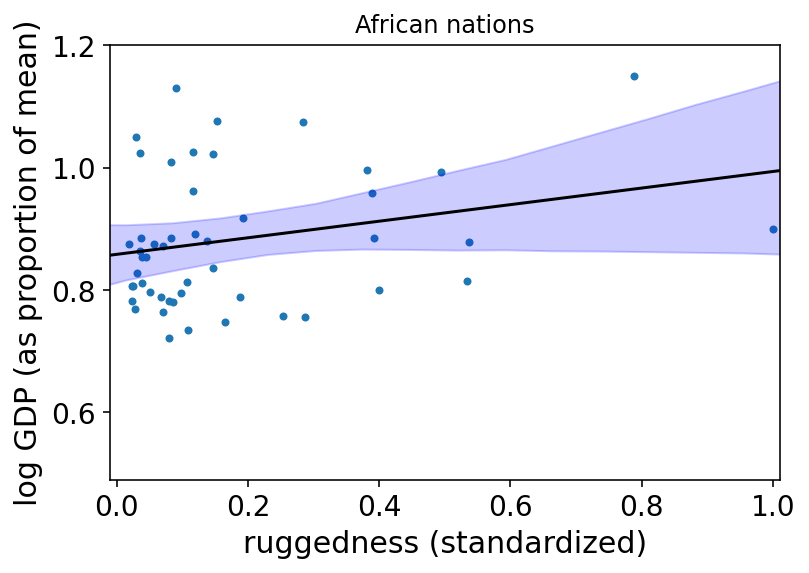 African nations
log GDP (as proportion of mean)
1.2
1.0
0.8
0.6
0.0 0.2 0.4 0.6 0.8 1.0
ruggedness (standardized)